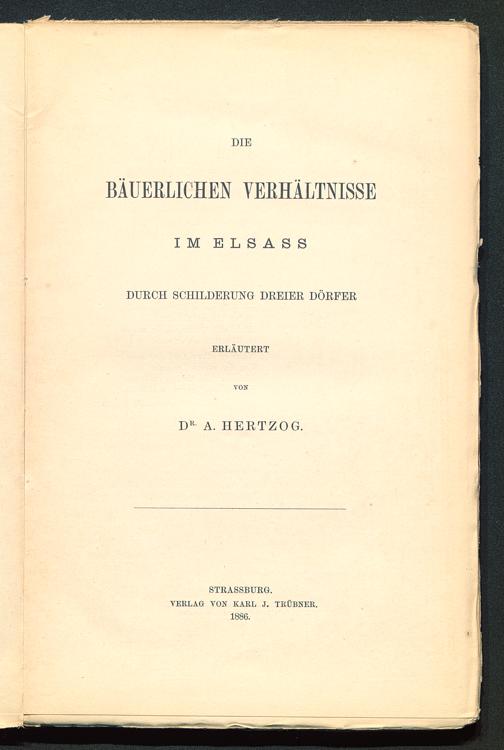 DIE
BÄUERLICHEN VERHÄLTNISSE
IM ELSASS
DURCH SCHILDERUNG DREIER DÖRFER
ERLÄUTERT
VON
DR. A. HERTZOG.
STRASSBURG.
VERLAG VON KARL J. TRÜBNER.
1886.